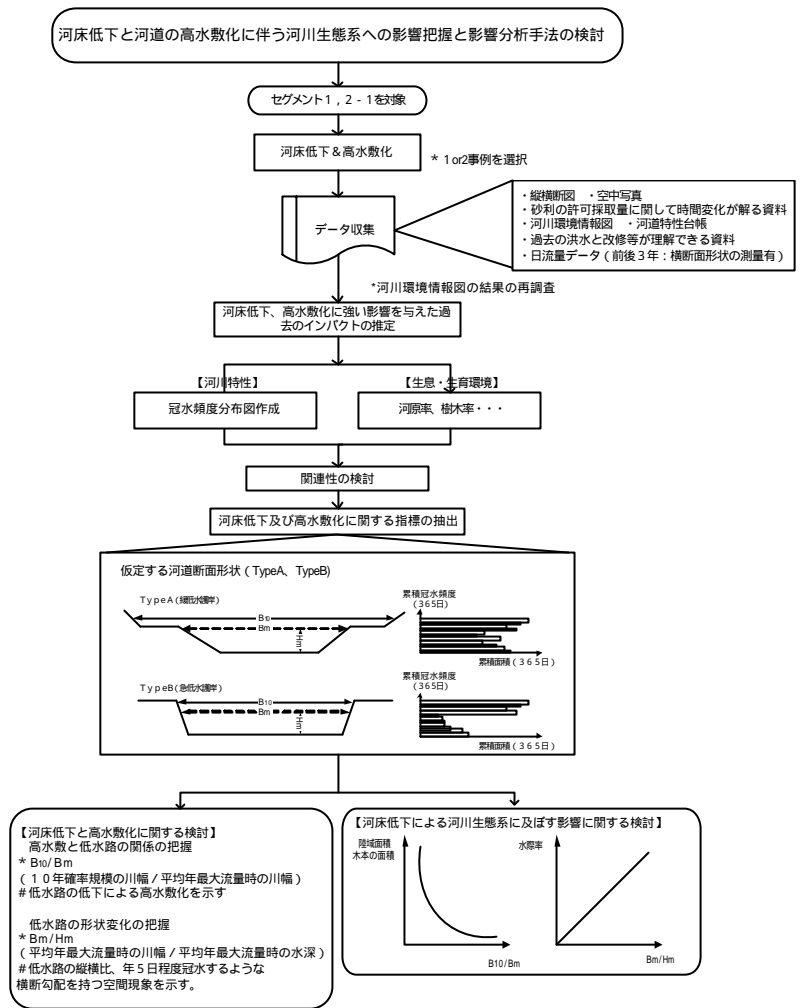 河床低下と河道の高水敷化に伴う河川生態系への影響把握と影響分析手法の検討
セグメント1，2‐1を対象
河床低下＆高水敷化
* 1or2事例を選択
データ収集
・縦横断図 ・空中写真
・砂利の許可採取量に関して時間変化が解る資料
・河川環境情報図 ・河道特性台帳
・過去の洪水と改修等が理解できる資料
・日流量データ（前後３年：横断面形状の測量有）
*河川環境情報図の結果の再調査
河床低下、高水敷化に強い影響を与えた過
去のインパクトの推定
【河川特性】
【生息・生育環境】
冠水頻度分布図作成
河原率、樹木率・・・
関連性の検討
河床低下及び高水敷化に関する指標の抽出
仮定する河道断面形状（TypeA、TypeB)
TypeA(緩低水護岸)
B10
Bm
Hm
累積冠水頻度
(365日)
累積面積（３６５日）
TypeB(急低水護岸)
B10
Bm
Hm
累積冠水頻度
(365日)
累積面積（３６５日）
【河床低下と高水敷化に関する検討】
高水敷と低水路の関係の把握
* B10/Bm
(１０年確率規模の川幅／平均年最大流量時の川幅)
#低水路の低下による高水敷化を示す
低水路の形状変化の把握
* Bm/Hm
(平均年最大流量時の川幅／平均年最大流量時の水深)
#低水路の縦横比、年５日程度冠水するような
横断勾配を持つ空間現象を示す。
【河床低下による河川生態系に及ぼす影響に関する検討】
陸域面積
木本の面積
B10/Bm
水際率
Bm/Hm